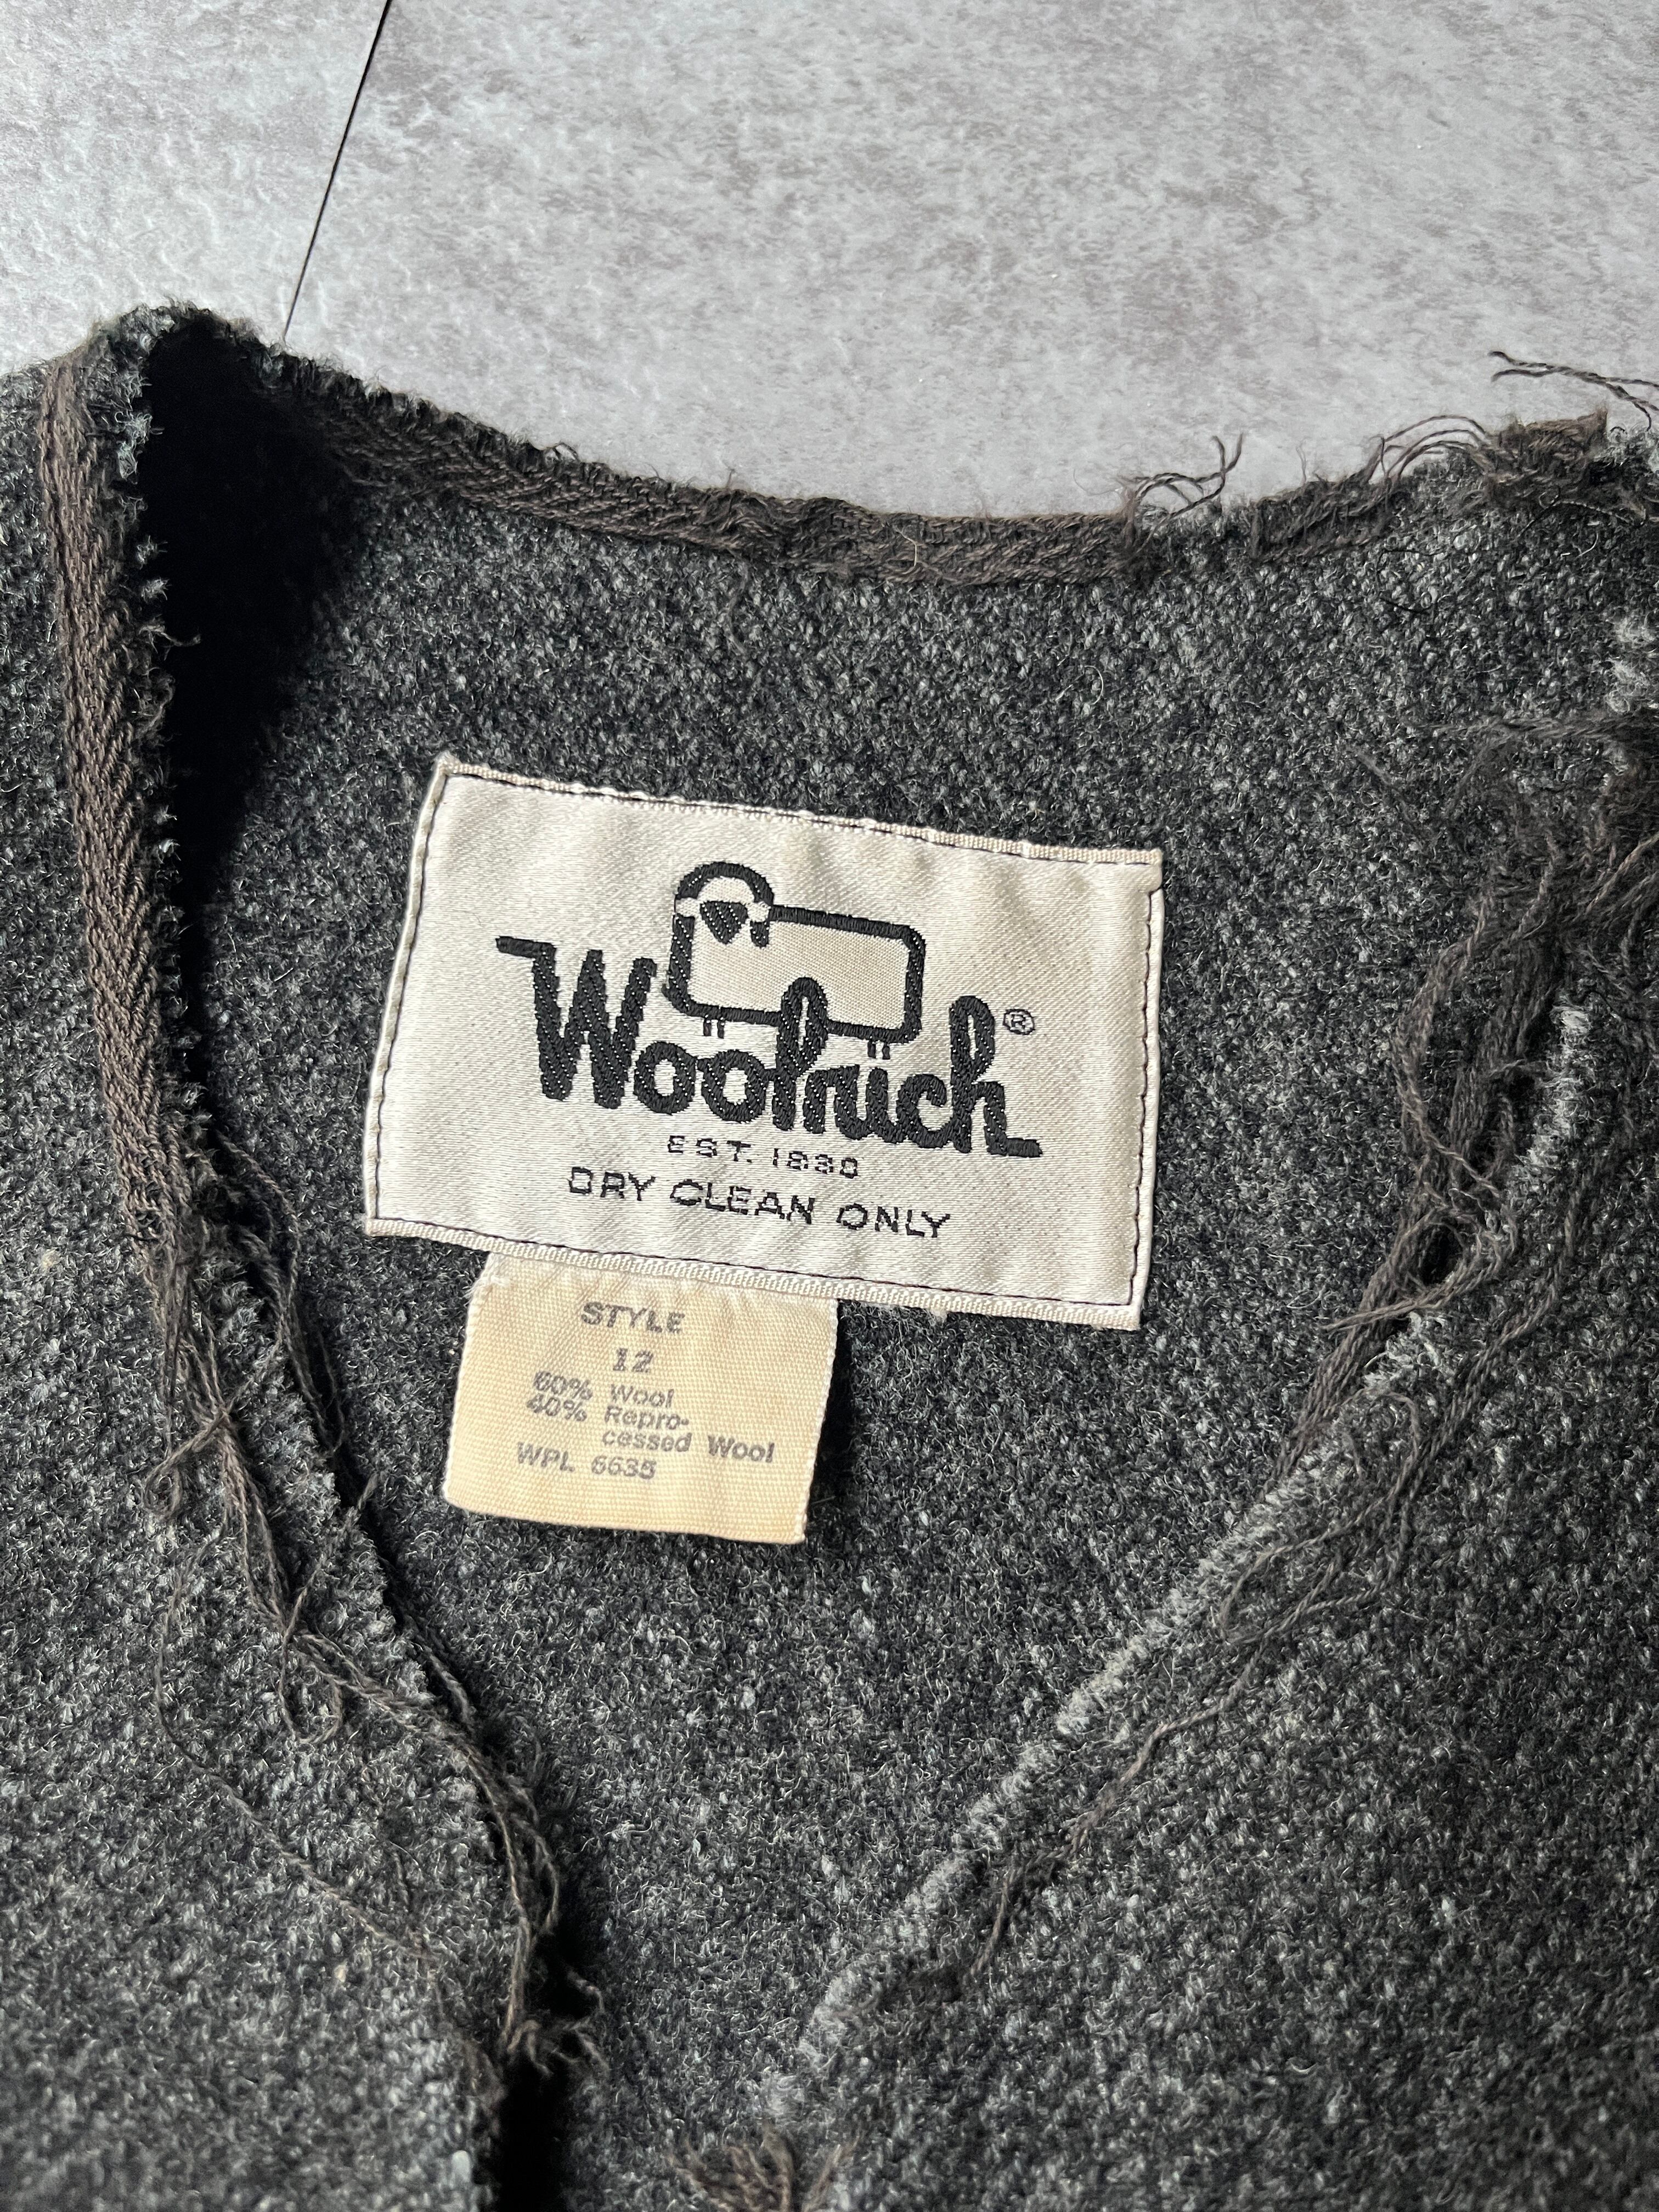 Woolrich®
EST. 1830
DRY CLEAN ONLY
STYLE
12
60% Wool
40% Repro-
cessed Wool
WPL 6635